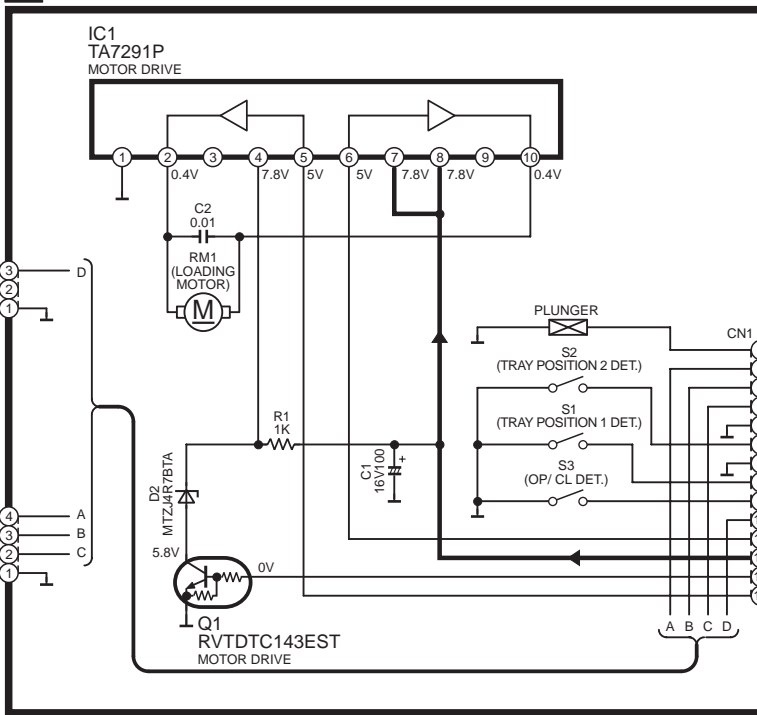 IC1
TA7291P
MOTOR DRIVE
1 2 3 4 5 6 7 8 9 10
0.4V 7.8V 5V 5V 7.8V 7.8V 0.4V
C2
0.01
RM1
(LOADING
MOTOR)
M
3 D
2
1
PLUNGER
CN1
S2
(TRAY POSITION 2 DET.)
S1
(TRAY POSITION 1 DET.)
S3
(OP/ CL DET.)
R1
1K
C1
16V100
+
D2
MTZJ4R7BTA
4 A
3 B
2 C
1
5.8V
0V
Q1
RVTDTC143EST
MOTOR DRIVE
A B C D